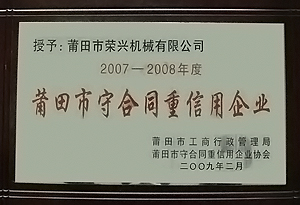 授予：莆田市荣兴机械有限公司
2007—2008年度
莆田市守合同重信用企业
莆田市工商行政管理局
莆田市守合同重信用企业协会
二〇〇九年二月